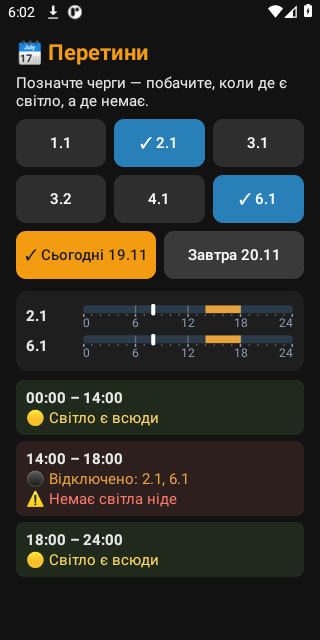 6:02
July
17
Перетини
Позначте черги — побачите, коли де є
світло, а де немає.
1.1
✓ 2.1
3.1
3.2
4.1
✓ 6.1
✓ Сьогодні 19.11
Завтра 20.11
2.1
0 6 12 18 24
6.1
0 6 12 18 24
00:00 – 14:00
Світло є всюди
14:00 – 18:00
Відключено: 2.1, 6.1
Немає світла ніде
18:00 – 24:00
Світло є всюди